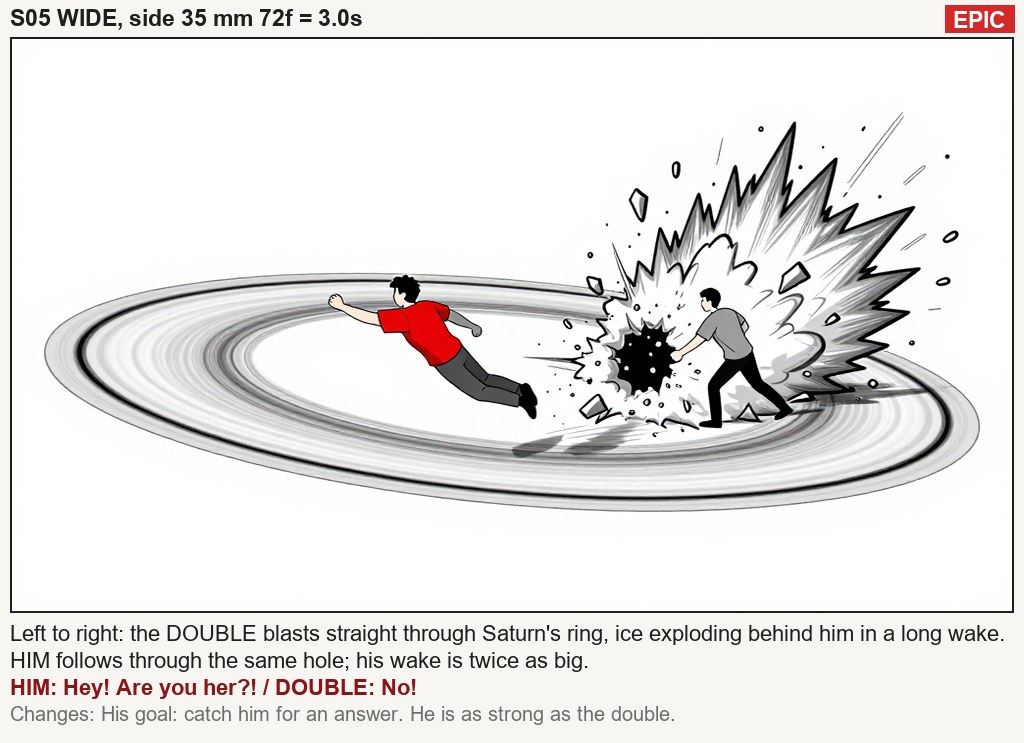 S05 WIDE, side 35 mm 72f = 3.0s
EPIC
Left to right: the DOUBLE blasts straight through Saturn's ring, ice exploding behind him in a long wake.
HIM follows through the same hole; his wake is twice as big.
HIM: Hey! Are you her?! / DOUBLE: No!
Changes: His goal: catch him for an answer. He is as strong as the double.